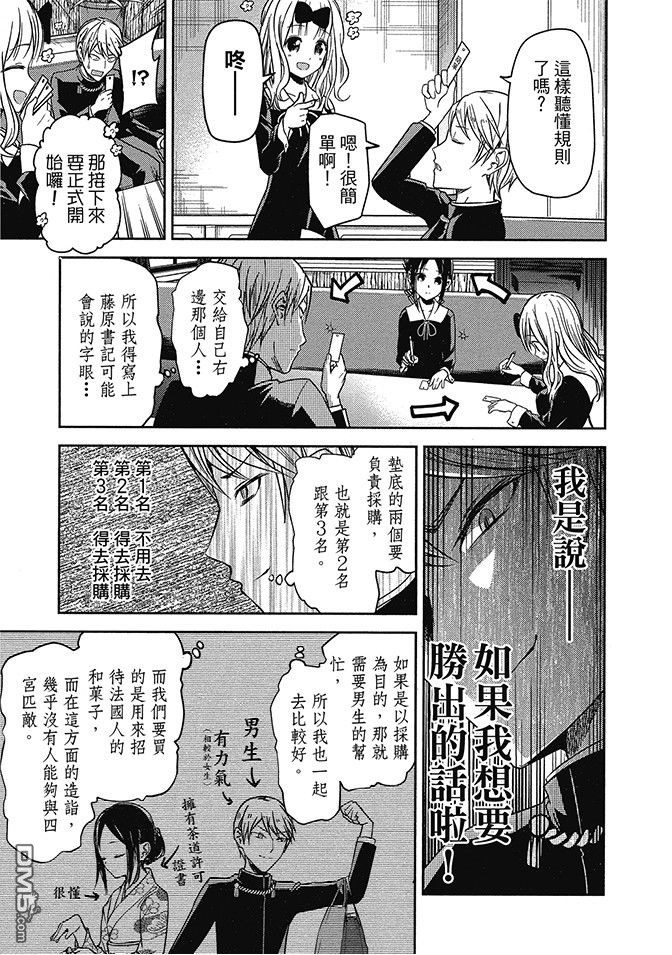 這樣聽懂規則
了嗎？
嗯！很簡
單啊！
咚——
!?
那接下來
要正式開
始囉！
交給自己右
邊那個人…
所以我得寫上
藤原書記可能
會說的字眼…
我是說——
如果我想要
勝出的話啦！
墊底的兩個要
負責採購，
也就是第２名
跟第３名。
第１名　不用去
第２名　得去採購
第３名　得去採購
如果是以採購
為目的，那就
需要男生的幫
忙，
所以我也一起
去比較好。
男生
有力氣
（相較於女生）
而我們要買
的是用來招
待法國人的
和菓子，
而在這方面的造詣，
幾乎沒有人能夠與四
宮匹敵。
擁有茶道許可
證書
很懂
DM5
.com